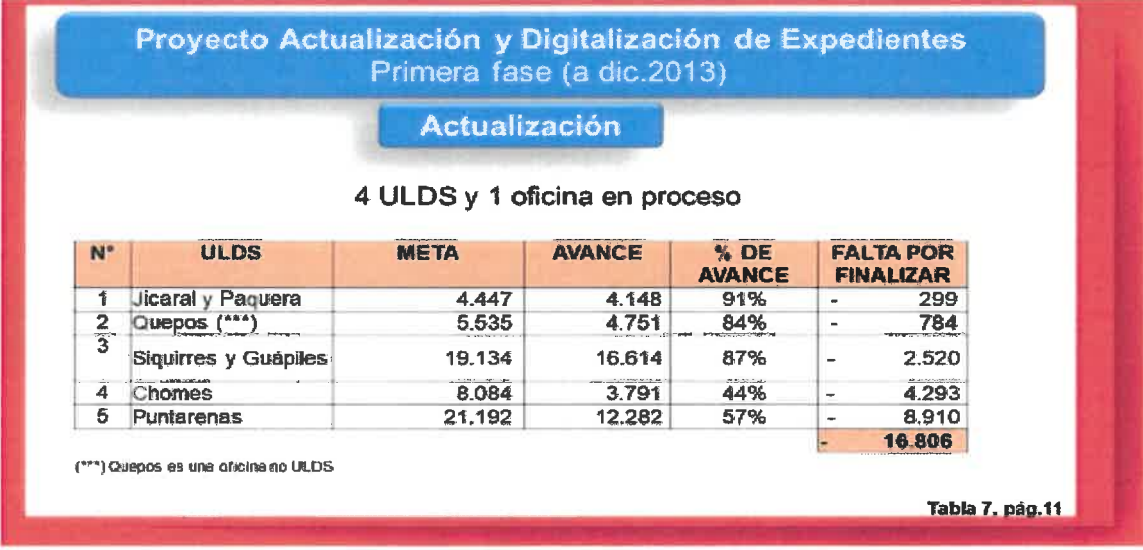 Proyecto Actualización y Digitalización de Expedientes
Primera fase (a dic.2013)
Actualización
4 ULDS y 1 oficina en proceso
N° ULDS META AVANCE % DE AVANCE FALTA POR FINALIZAR
1 Jicaral y Paquera 4.447 4.148 91% - 299
2 Quepos (***) 5.535 4.751 84% - 784
3 Siquirres y Guápiles 19.134 16.614 87% - 2.520
4 Chomes 8.084 3.791 44% - 4.293
5 Puntarenas 21.192 12.282 57% - 8.910
- 16.806
(***) Quepos es una oficina no ULDS
Tabla 7, pág.11